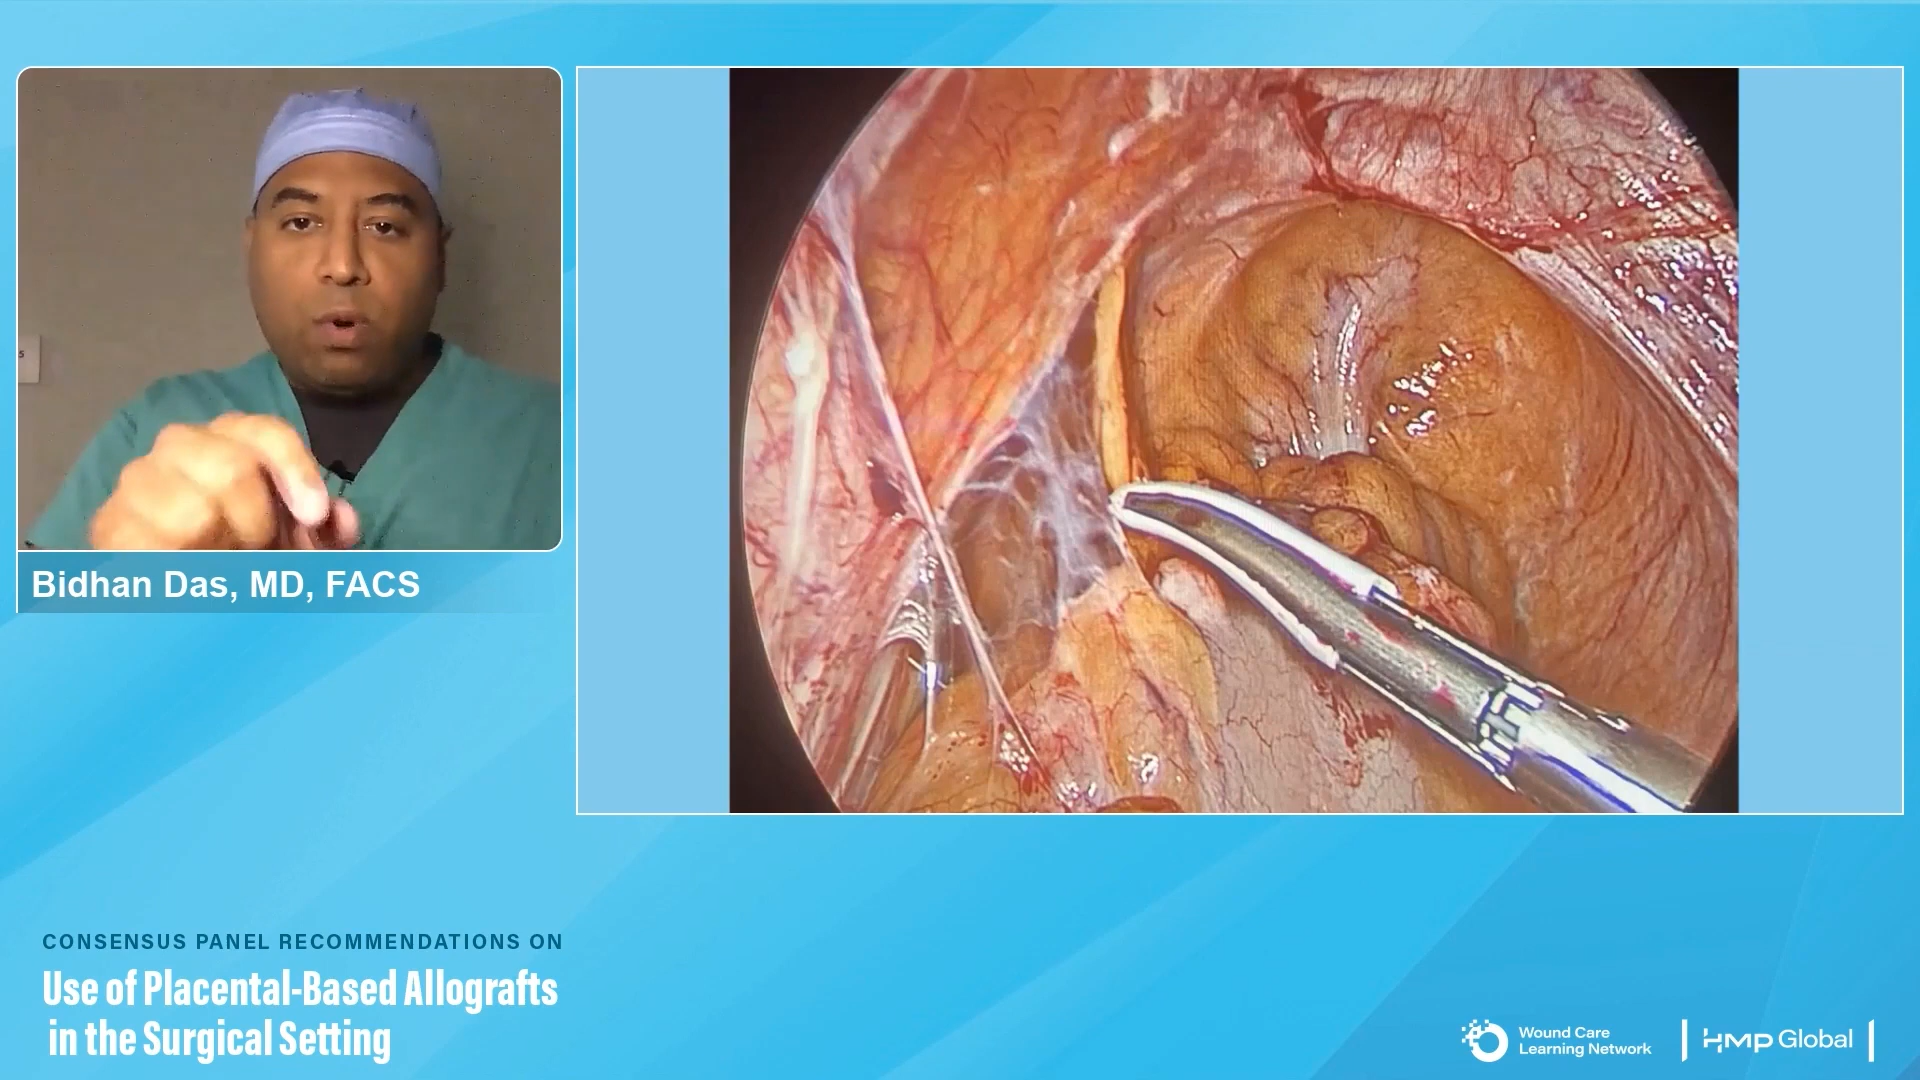 5
Bidhan Das, MD, FACS
CONSENSUS PANEL RECOMMENDATIONS ON
Use of Placental-Based Allografts
in the Surgical Setting
Wound Care
Learning Network
HMP Global